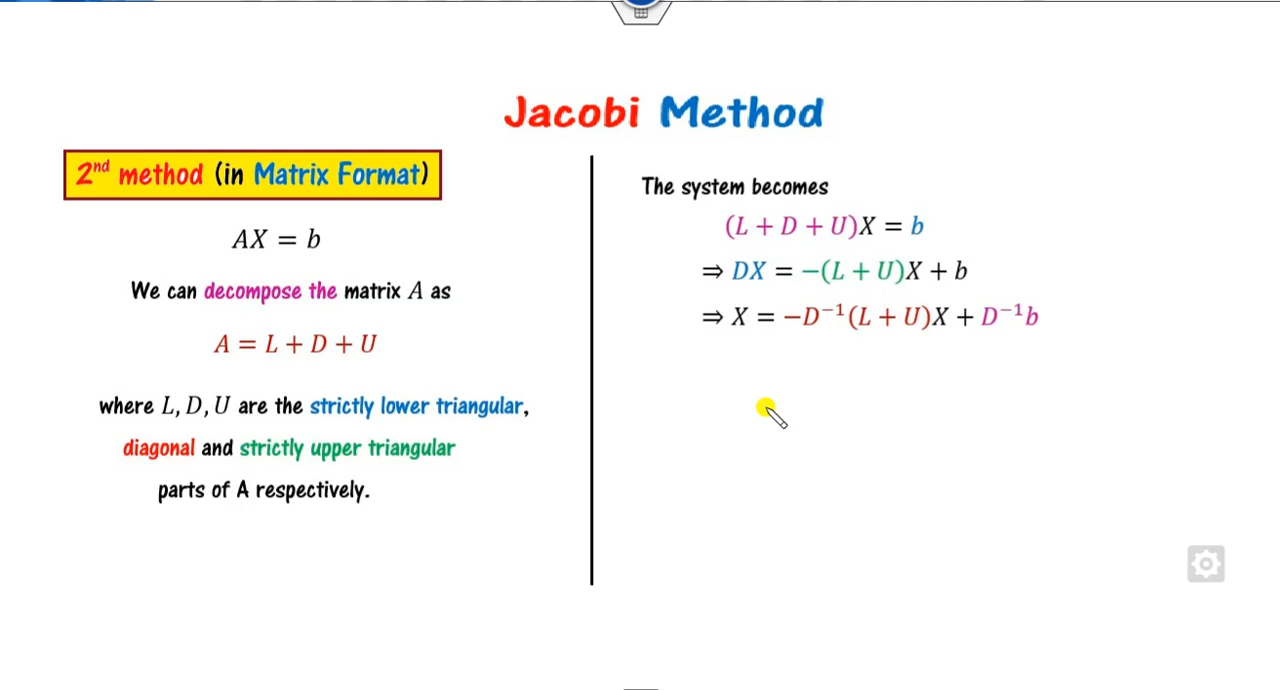 Jacobi Method
2nd method (in Matrix Format)
AX = b
We can decompose the matrix A as
A = L + D + U
where L, D, U are the strictly lower triangular,
diagonal and strictly upper triangular
parts of A respectively.
The system becomes
(L + D + U)X = b
⇒ DX = −(L + U)X + b
⇒ X = −D⁻¹(L + U)X + D⁻¹b